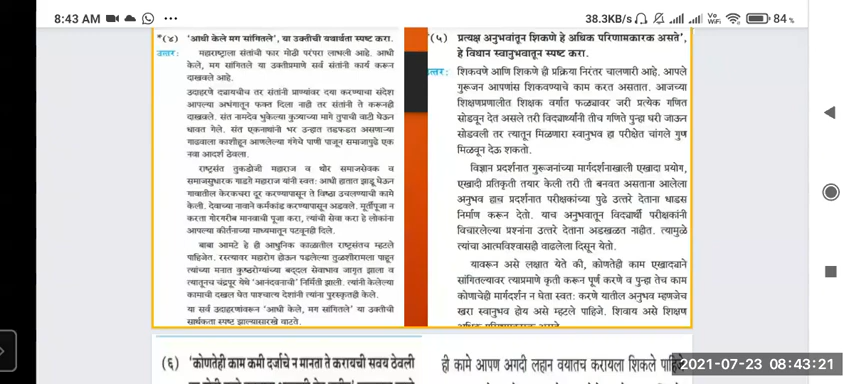 8:43 AM
38.3KB/s
84%
*(४) 'आधी केले मग सांगितले', या उक्तीची यथार्थता स्पष्ट करा.
उत्तर: महाराष्ट्राला संतांची फार मोठी परंपरा लाभली आहे. आधी
केले, मग सांगितले या उक्तीप्रमाणे सर्व संतांनी कार्य करून
दाखवले आहे.
उदाहरणे द्यायचीच तर संतांनी प्राण्यांवर दया करण्याचा संदेश
आपल्या अभंगातून फक्त दिला नाही तर संतांनी ते करूनही
दाखवले. संत नामदेव भुकेल्या कुत्र्याच्या मागे तुपाची वाटी घेऊन
धावत गेले. संत एकनाथांनी भर उन्हात तडफडत असणाऱ्या
गाढवाला काशीहून आणलेल्या गंगेचे पाणी पाजून समाजापुढे एक
नवा आदर्श ठेवला.
राष्ट्रसंत तुकडोजी महाराज व थोर समाजसेवक व
समाजसुधारक गाडगे महाराज यांनी स्वतः आधी हातात झाडू घेऊन
गावातील केरकचरा दूर करण्यापासून ते विष्ठा उचलण्याची कामे
केली. देवाच्या नावाने कर्मकांड करण्यापासून अडवले. मूर्तीपूजा न
करता गोरगरीब मानवाची पूजा करा, त्यांची सेवा करा हे लोकांना
आपल्या कीर्तनाच्या माध्यमातून पटवूनही दिले.
बाबा आमटे हे ही आधुनिक काळातील राष्ट्रसंतच म्हटले
पाहिजेत. रस्त्यावर महारोग होऊन पडलेल्या तुळशीरामला पाहून
त्यांच्या मनात कुष्ठरोग्यांच्या बद्दल सेवाभाव जागृत झाला व
त्यातूनच चंद्रपूर येथे 'आनंदवनाची' निर्मिती झाली. त्यांनी केलेल्या
कामाची दखल घेत पाश्चात्य देशांनी त्यांना पुरस्कृतही केले.
या सर्व उदाहरणांवरून 'आधी केले, मग सांगितले' या उक्तीची
सार्थकता स्पष्ट झाल्यासारखे वाटते.
(५) प्रत्यक्ष अनुभवांतून शिकणे हे अधिक परिणामकारक असते',
हे विधान स्वानुभवातून स्पष्ट करा.
उत्तर: शिकवणे आणि शिकणे ही प्रक्रिया निरंतर चालणारी आहे. आपले
गुरूजन आपणांस शिकवण्याचे काम करत असतात. आजच्या
शिक्षणप्रणालीत शिक्षक वर्गात फळ्यावर जरी प्रत्येक गणित
सोडवून देत असले तरी विद्यार्थ्यांनी तीच गणिते पुन्हा घरी जाऊन
सोडवली तर त्यातून मिळणारा स्वानुभव हा परीक्षेत चांगले गुण
मिळवून देऊ शकतो.
विज्ञान प्रदर्शनात गुरूजनांच्या मार्गदर्शनाखाली एखादा प्रयोग,
एखादी प्रतिकृती तयार केली तरी ती बनवत असताना आलेला
अनुभव हाच प्रदर्शनात परीक्षकांच्या पुढे उत्तरे देताना धाडस
निर्माण करून देतो. याच अनुभवातून विद्यार्थी परीक्षकांनी
विचारलेल्या प्रश्नांना उत्तरे देताना अडखळत नाहीत. त्यामुळे
त्यांचा आत्मविश्वासही वाढलेला दिसून येतो.
यावरून असे लक्षात येते की, कोणतेही काम एखाद्याने
सांगितल्यावर त्याप्रमाणे कृती करून पूर्ण करणे व पुन्हा तेच काम
कोणाचेही मार्गदर्शन न घेता स्वतः करणे यातील अनुभव म्हणजेच
खरा स्वानुभव होय असे म्हटले पाहिजे. शिवाय असे शिक्षण
(६) 'कोणतेही काम कमी दर्जाचे न मानता ते करायची सवय ठेवली
ही कामे आपण अगदी लहान वयातच करायला शिकले पाहिजे
2021-07-23 08:43:21